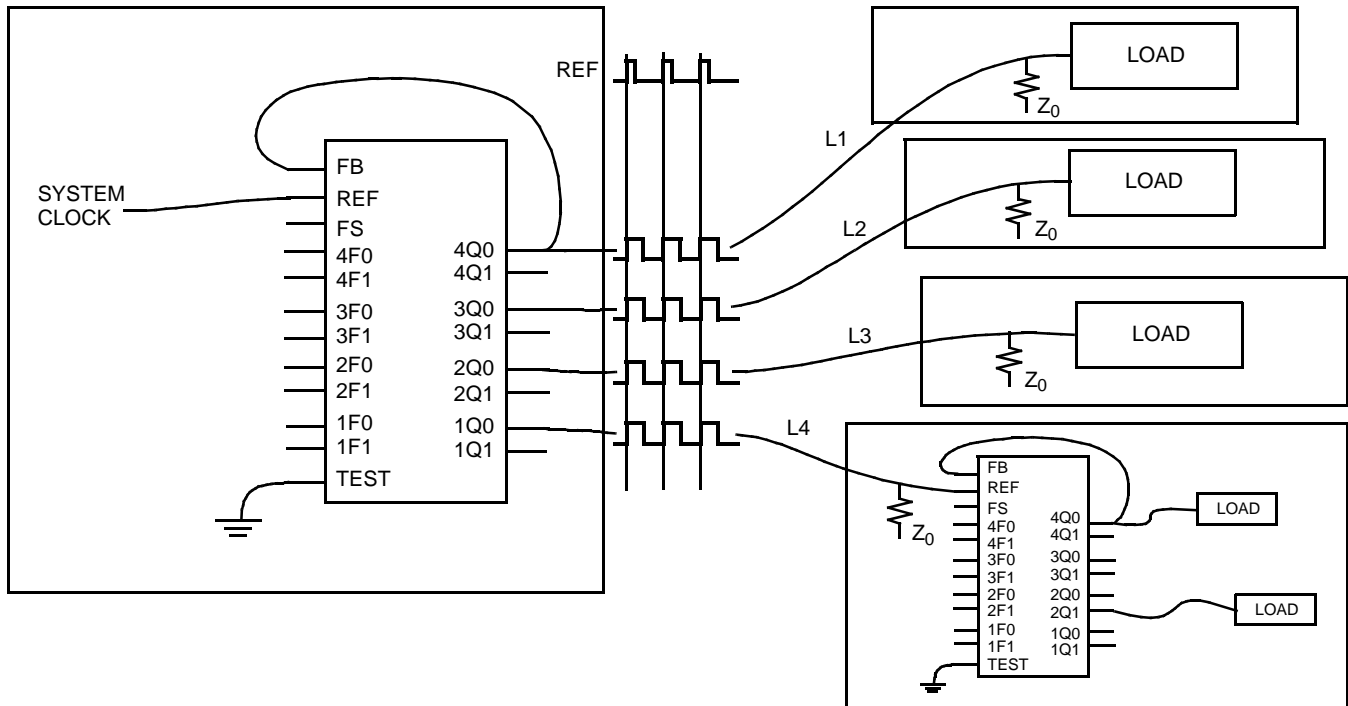 REF
SYSTEM
CLOCK
FB
REF
FS
4F0
4F1
3F0
3F1
2F0
2F1
1F0
1F1
TEST
4Q0
4Q1
3Q0
3Q1
2Q0
2Q1
1Q0
1Q1
L1
LOAD
Z0
L2
LOAD
Z0
L3
LOAD
Z0
L4
Z0
FB
REF
FS
4F0
4F1
3F0
3F1
2F0
2F1
1F0
1F1
TEST
4Q0
4Q1
3Q0
3Q1
2Q0
2Q1
1Q0
1Q1
LOAD
LOAD